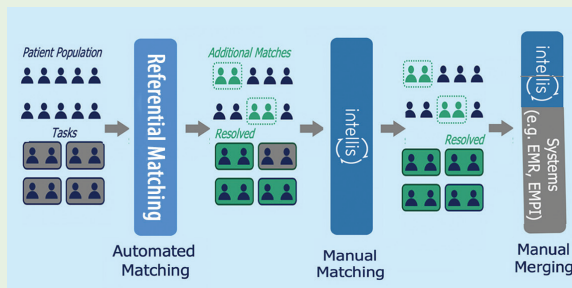 Patient Population
Tasks
Referential Matching
Automated
Matching
Additional Matches
Resolved
intellis
Manual
Matching
Resolved
intellis
Systems
(e.g. EMR, EMPI)
Manual
Merging